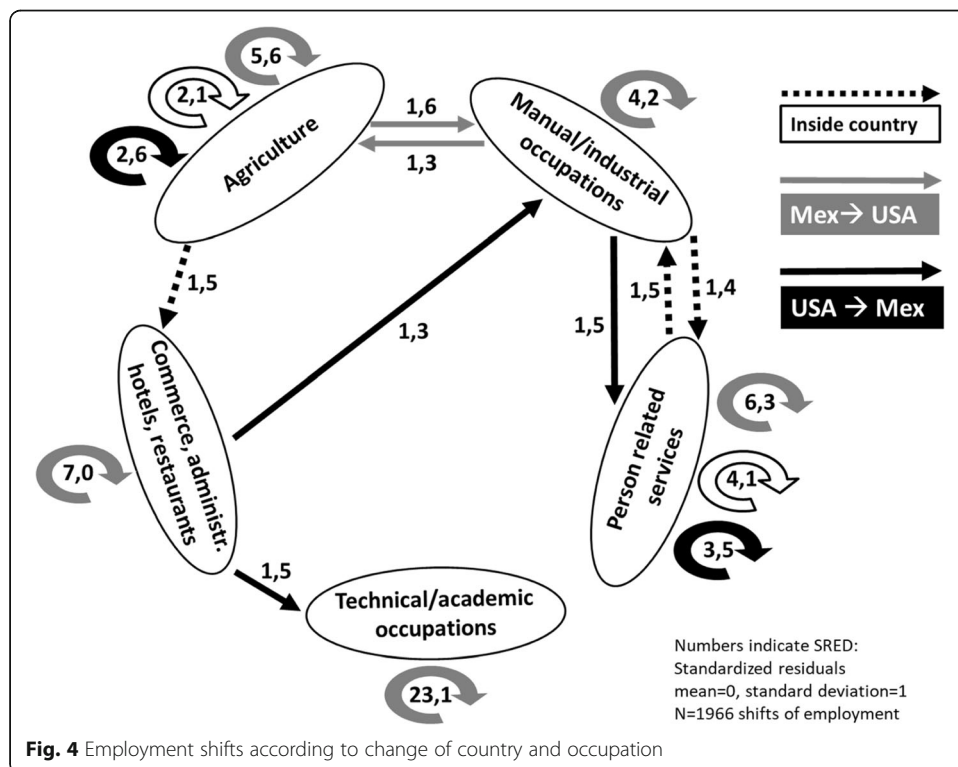 5,6
2,1
2,6
Agriculture
1,6
1,3
4,2
Manual/industrial
occupations
Inside country
Mex→ USA
USA → Mex
1,5
1,3
1,5
1,5
1,4
Commerce, administr.
hotels, restaurants
7,0
Person related
services
6,3
4,1
3,5
1,5
Technical/academic
occupations
23,1
Numbers indicate SRED:
Standardized residuals
mean=0, standard deviation=1
N=1966 shifts of employment
Fig. 4 Employment shifts according to change of country and occupation